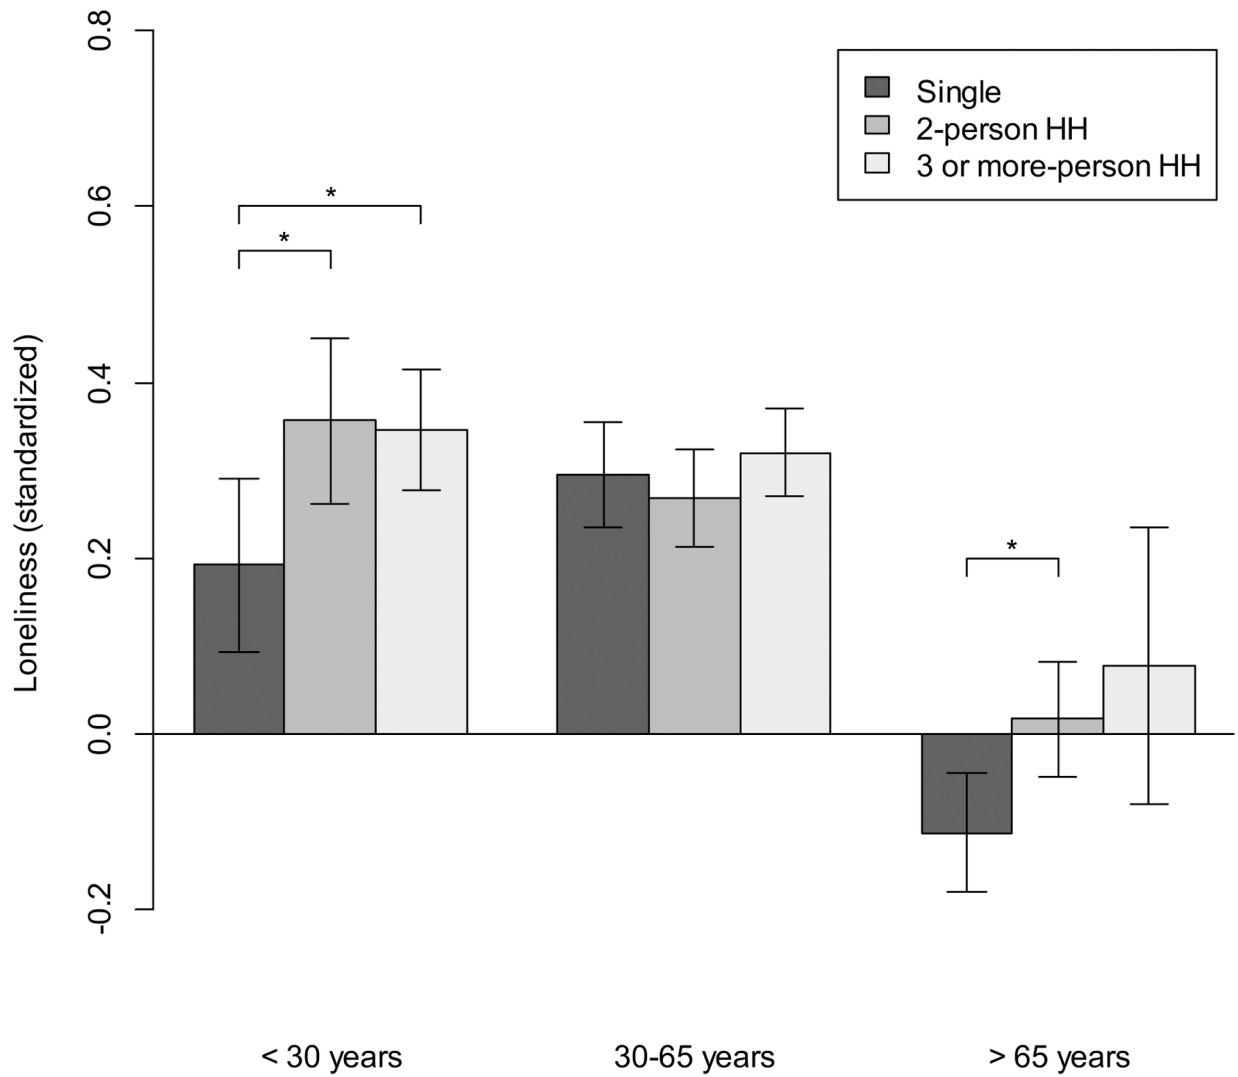 Single
2-person HH
3 or more-person HH
Loneliness (standardized)
0.8
0.6
0.4
0.2
0.0
-0.2
*
*
*
< 30 years
30-65 years
> 65 years